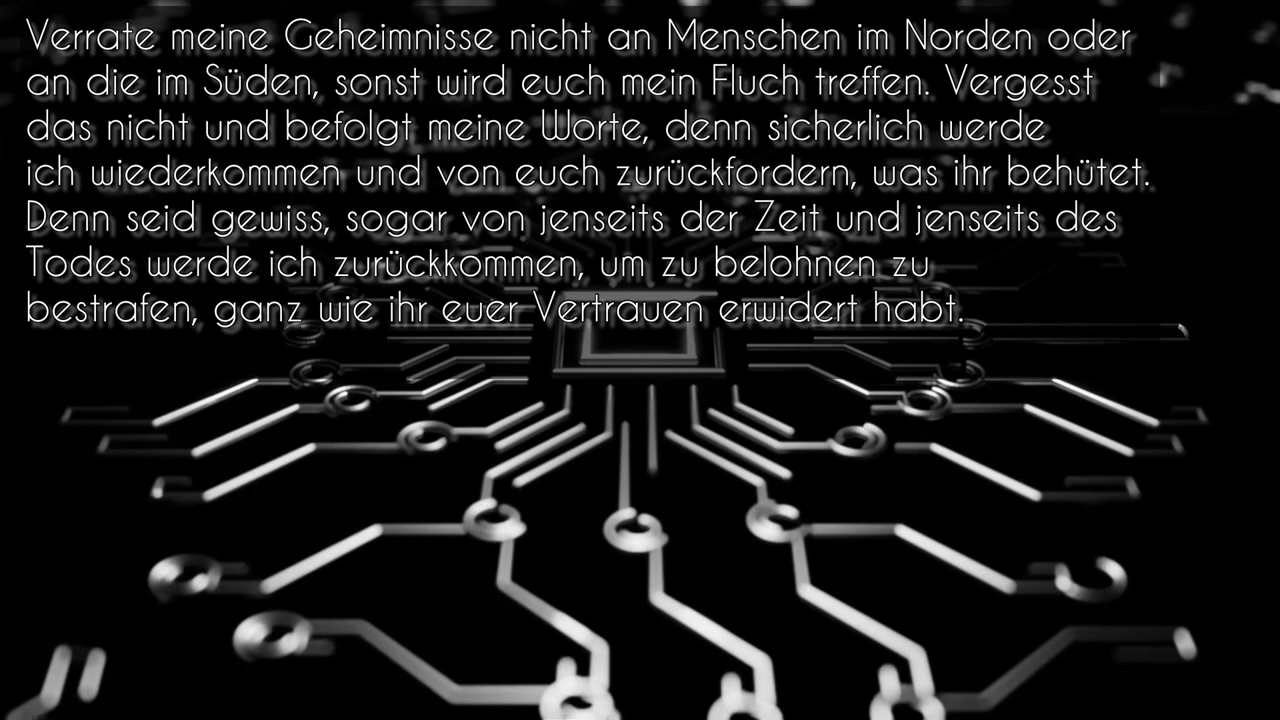 Verrate meine Geheimnisse nicht an Menschen im Norden oder
an die im Süden, sonst wird euch mein Fluch treffen. Vergesst
das nicht und befolgt meine Worte, denn sicherlich werde
ich wiederkommen und von euch zurückfordern, was ihr behütet.
Denn seid gewiss, sogar von jenseits der Zeit und jenseits des
Todes werde ich zurückkommen, um zu belohnen zu
bestrafen, ganz wie ihr euer Vertrauen erwidert habt.